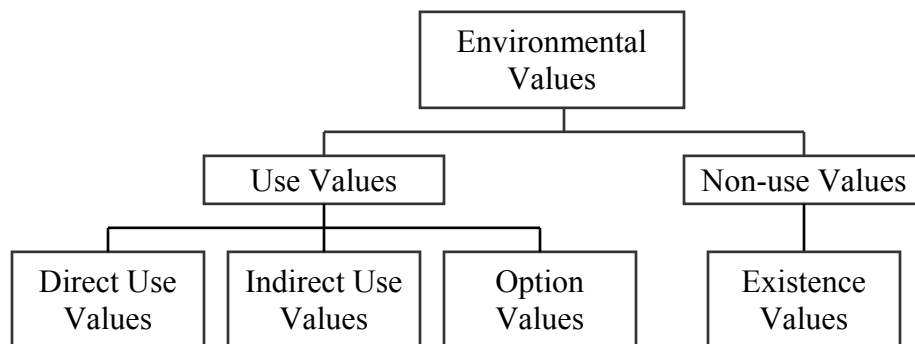 Environmental
Values
Use Values
Non-use Values
Direct Use
Values
Indirect Use
Values
Option
Values
Existence
Values